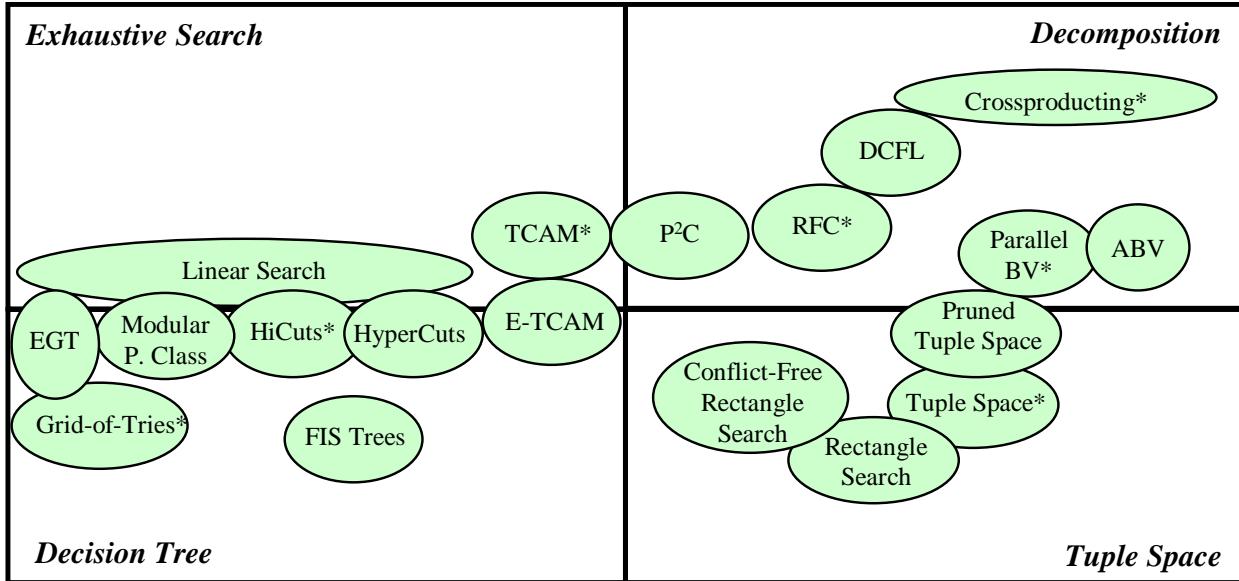 Exhaustive Search
Decomposition
Crossproducting*
DCFL
TCAM*
P²C
RFC*
Parallel
BV*
ABV
Linear Search
EGT
Modular
P. Class
HiCuts*
HyperCuts
E-TCAM
Pruned
Tuple Space
Conflict-Free
Rectangle
Search
Tuple Space*
Grid-of-Tries*
FIS Trees
Rectangle
Search
Decision Tree
Tuple Space